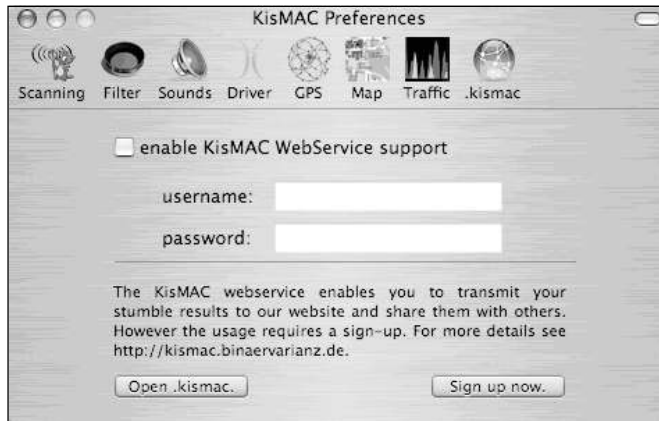 KisMAC Preferences
Scanning Filter Sounds Driver GPS Map Traffic .kismac
enable KisMAC WebService support
username:
password:
The KisMAC webservice enables you to transmit your
stumble results to our website and share them with others.
However the usage requires a sign-up. For more details see
http://kismac.binaervarianz.de.
Open .kismac. Sign up now.